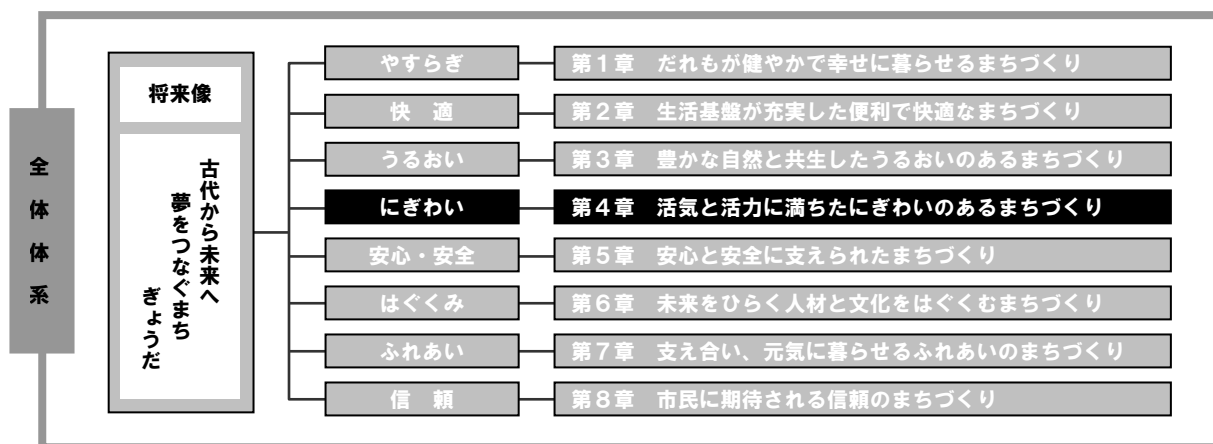 全体体系
将来像
古代から未来へ
夢をつなぐまち
ぎょうだ
やすらぎ 第1章 だれもが健やかで幸せに暮らせるまちづくり
快 適 第2章 生活基盤が充実した便利で快適なまちづくり
うるおい 第3章 豊かな自然と共生したうるおいのあるまちづくり
にぎわい 第4章 活気と活力に満ちたにぎわいのあるまちづくり
安心・安全 第5章 安心と安全に支えられたまちづくり
はぐくみ 第6章 未来をひらく人材と文化をはぐくむまちづくり
ふれあい 第7章 支え合い、元気に暮らせるふれあいのまちづくり
信 頼 第8章 市民に期待される信頼のまちづくり